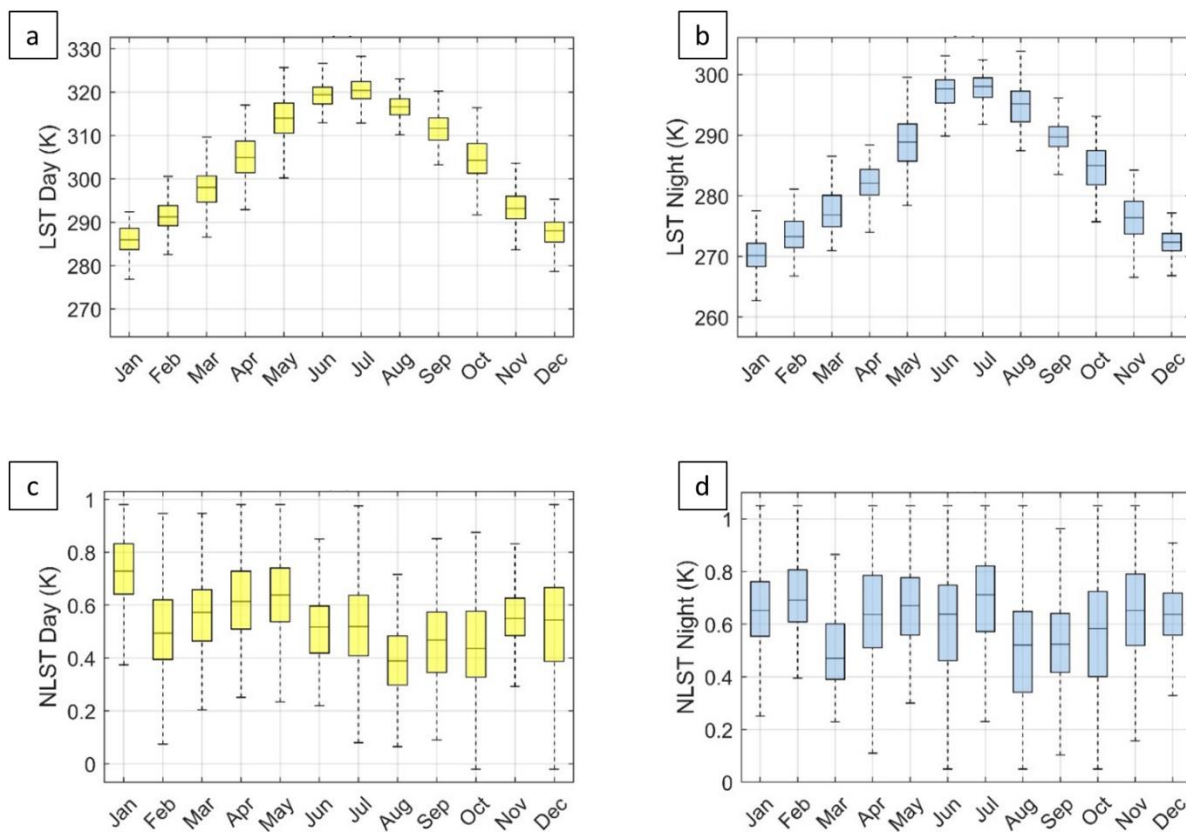 a
LST Day (K)
330
320
310
300
290
280
270
Jan Feb Mar Apr May Jun Jul Aug Sep Oct Nov Dec
b
LST Night (K)
300
290
280
270
260
Jan Feb Mar Apr May Jun Jul Aug Sep Oct Nov Dec
c
NLST Day (K)
1
0.8
0.6
0.4
0.2
0
Jan Feb Mar Apr May Jun Jul Aug Sep Oct Nov Dec
d
NLST Night (K)
1
0.8
0.6
0.4
0.2
0
Jan Feb Mar Apr May Jun Jul Aug Sep Oct Nov Dec